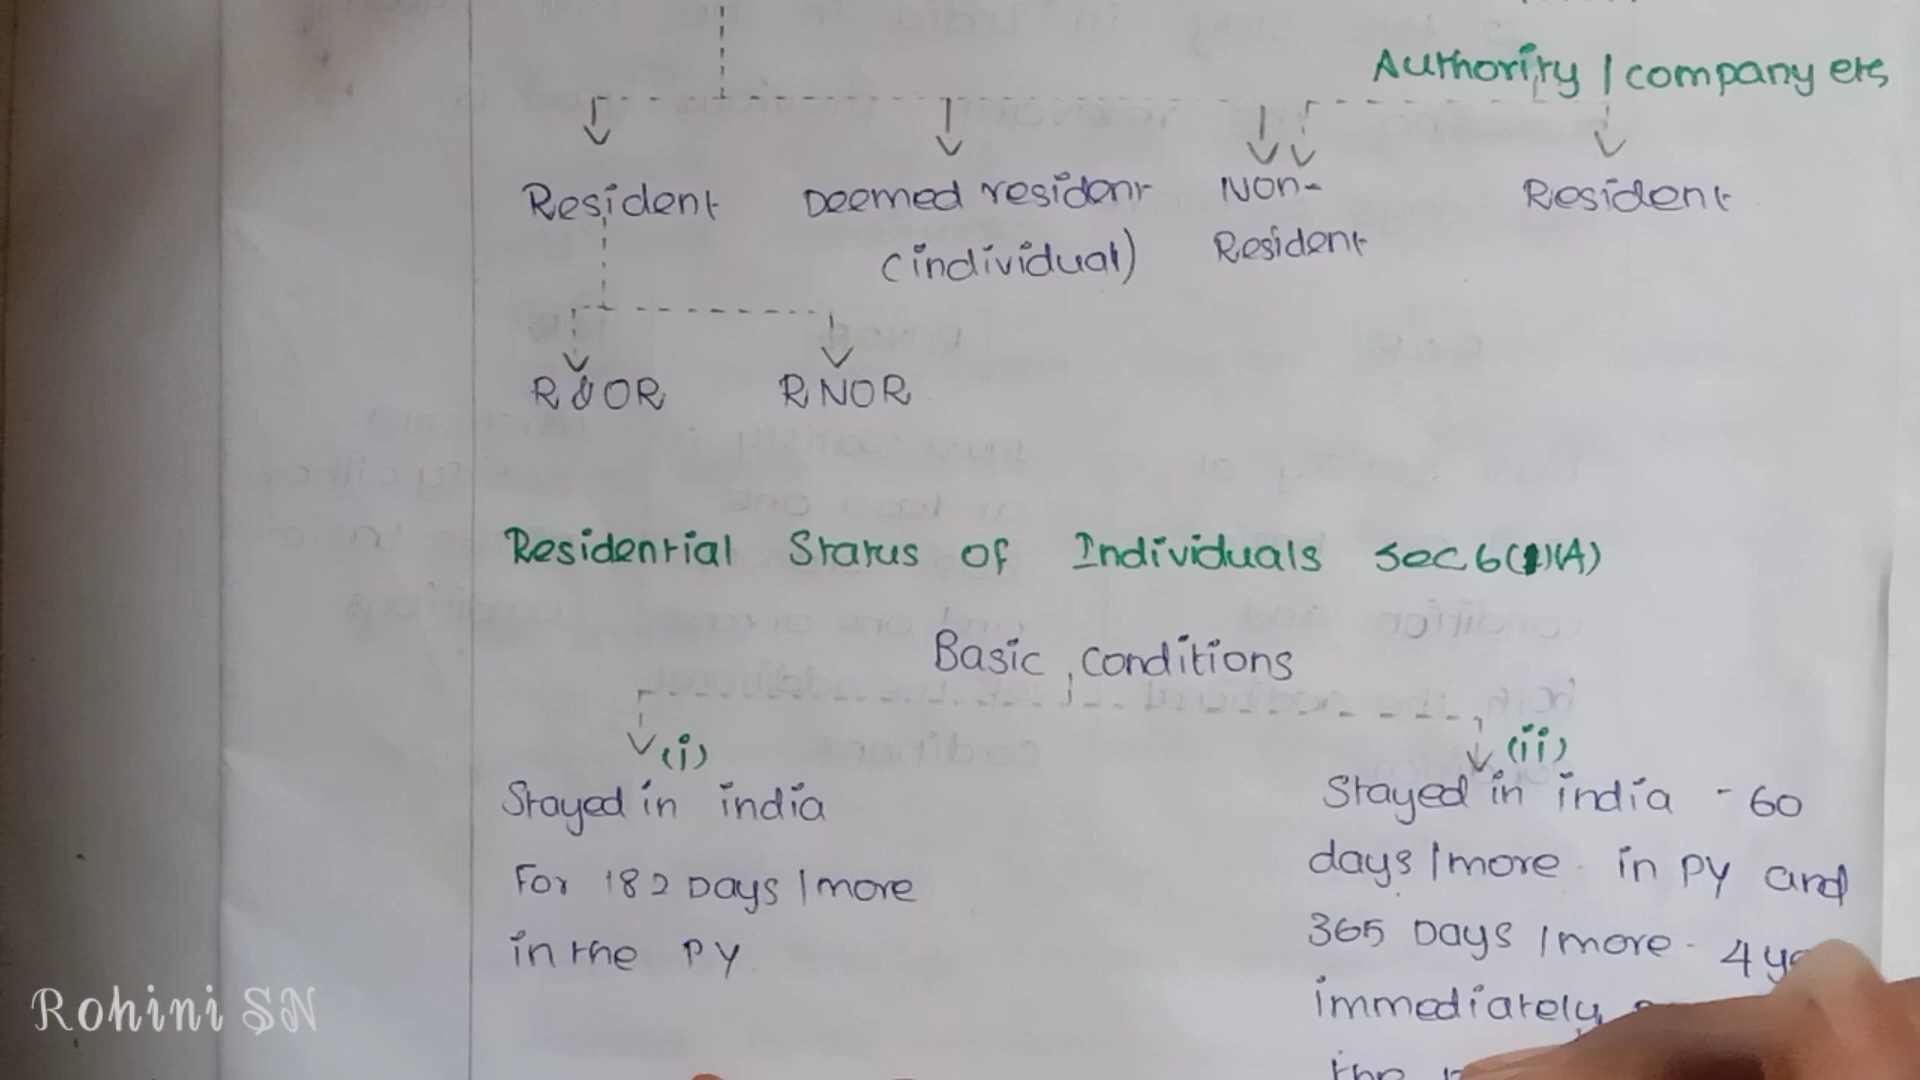 Authority / company etc
Resident Deemed resident Non- Resident
(individual) Resident
R & OR RNOR
Residential Status of Individuals sec 6(1)(A)
Basic conditions
(i) (ii)
Stayed in india
For 182 Days / more
in the PY
Stayed in india - 60
days / more in PY and
365 Days / more - 4
immediately
the
Rohini SN